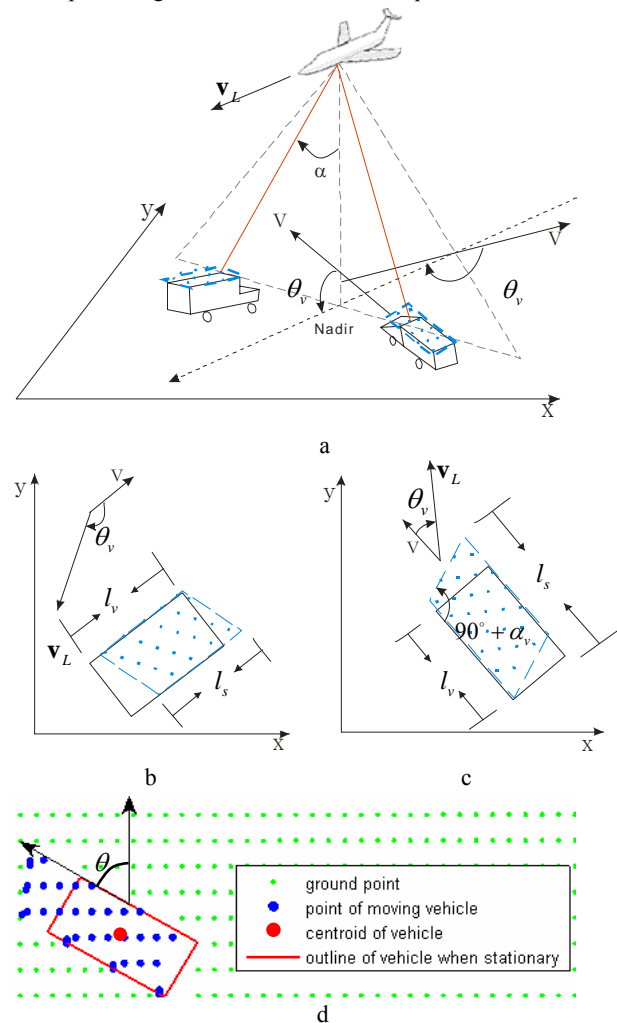 v_L
α
y
V
V
θ_v
θ_v
Nadir
X
a
y
V
θ_v
l_v
v_L
l_s
X
b
y
v_L
θ_v
V
l_s
90° + α_v
l_v
X
c
θ
ground point
point of moving vehicle
centroid of vehicle
outline of vehicle when stationary
d